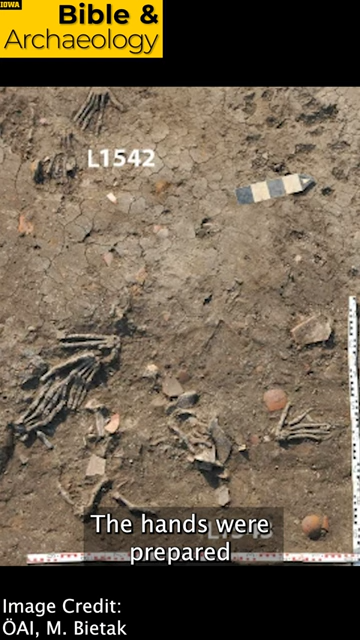 IOWA
Bible &
Archaeology
L1542
The hands were
prepared
Image Credit:
ÖAI, M. Bietak